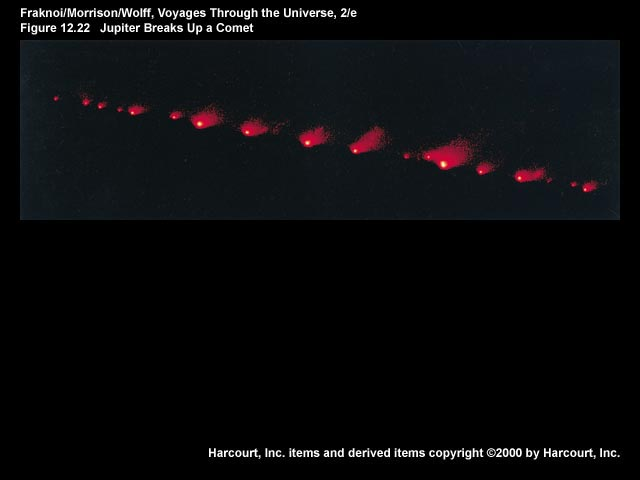 Fraknoi/Morrison/Wolff, Voyages Through the Universe, 2/e
Figure 12.22   Jupiter Breaks Up a Comet
Harcourt, Inc. items and derived items copyright ©2000 by Harcourt, Inc.